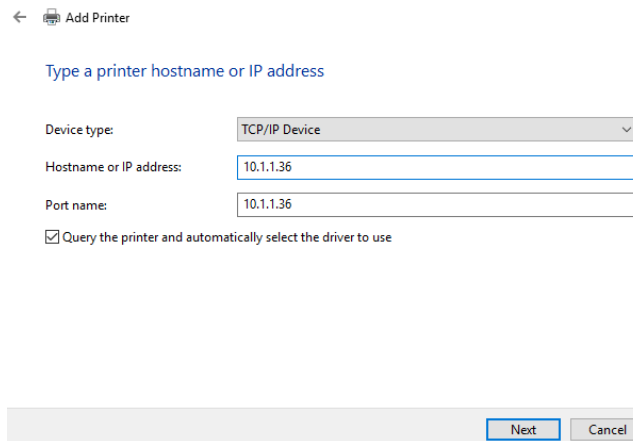 Add Printer
Type a printer hostname or IP address
Device type: TCP/IP Device
Hostname or IP address: 10.1.1.36
Port name: 10.1.1.36
Query the printer and automatically select the driver to use
Next Cancel